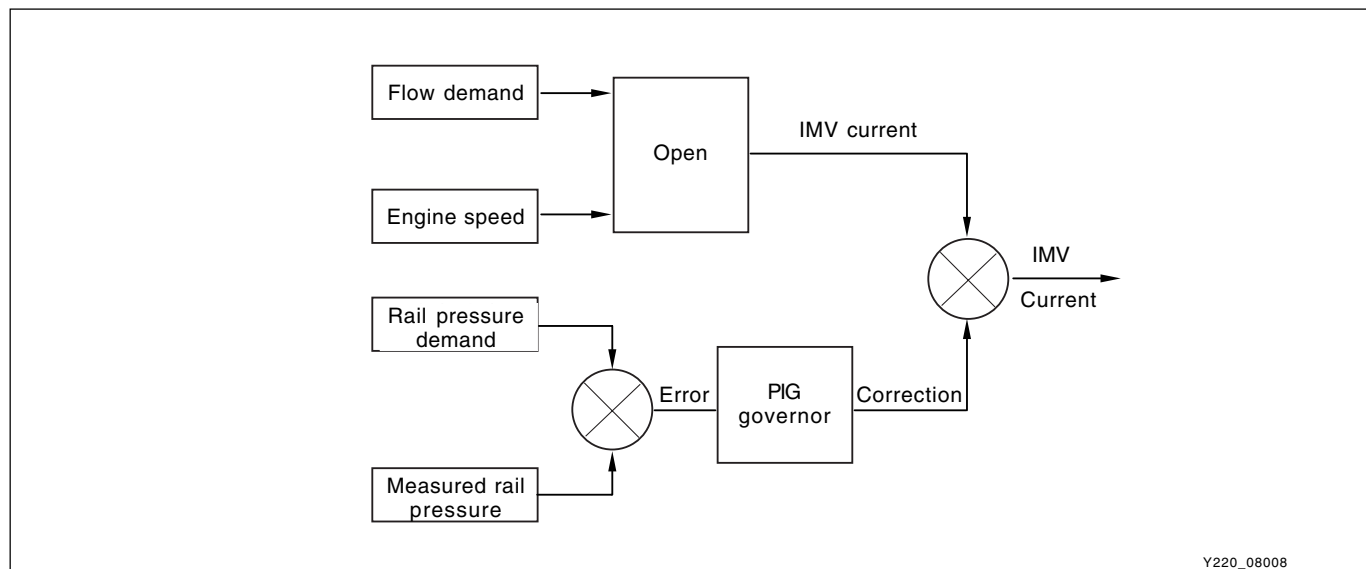 Flow demand
Engine speed
Open
IMV current
IMV
Current
Rail pressure
demand
Measured rail
pressure
Error
PIG
governor
Correction
Y220_08008